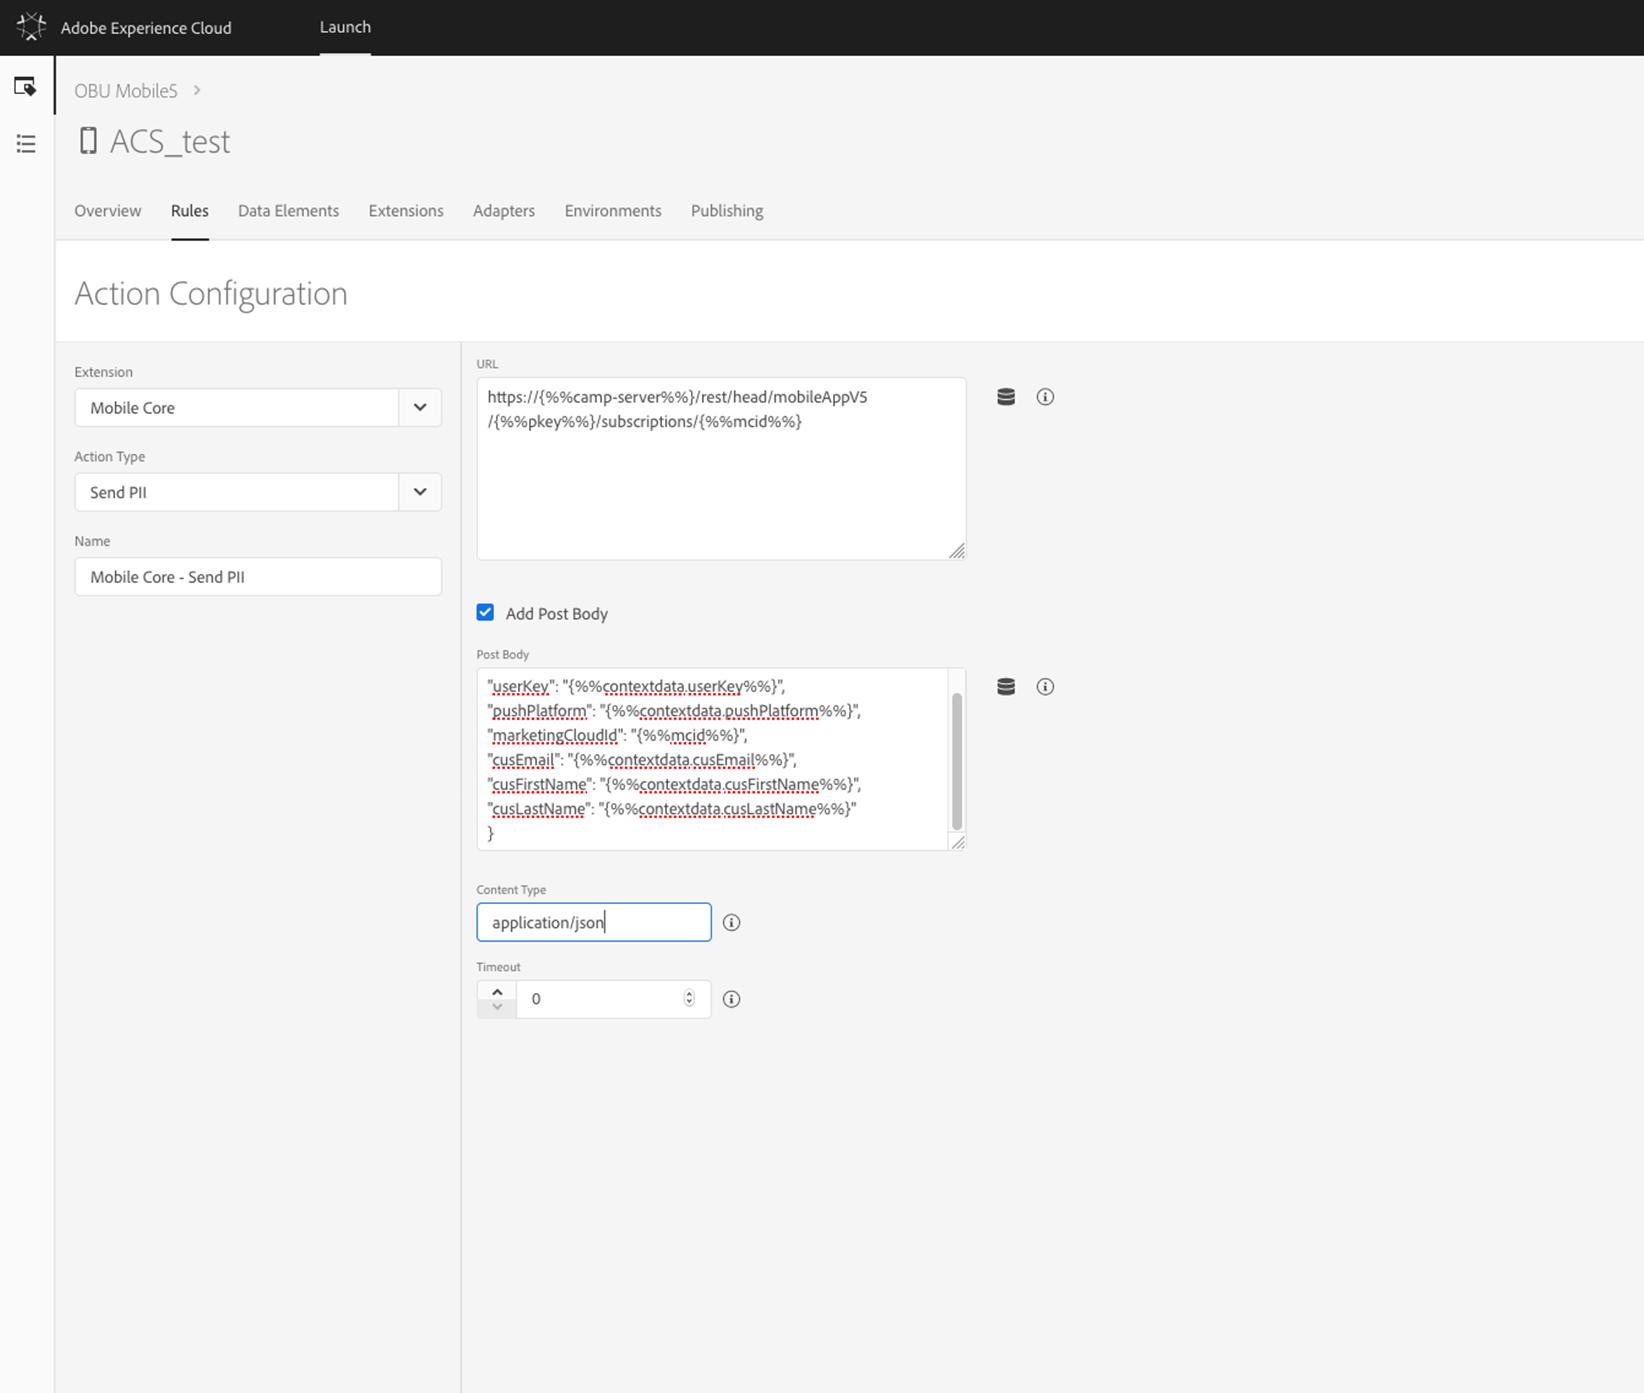 Adobe Experience Cloud
Launch
OBU Mobile5
ACS_test
Overview Rules Data Elements Extensions Adapters Environments Publishing
Action Configuration
Extension
Mobile Core
Action Type
Send PII
Name
Mobile Core - Send PII
URL
https://{%%camp-server%%}/rest/head/mobileAppV5
/{%%pkey%%}/subscriptions/{%%mcid%%}
Add Post Body
Post Body
"userKey": "{%%contextdata.userKey%%}",
"pushPlatform": "{%%contextdata.pushPlatform%%}",
"marketingCloudId": "{%%mcid%%}",
"cusEmail": "{%%contextdata.cusEmail%%}",
"cusFirstName": "{%%contextdata.cusFirstName%%}",
"cusLastName": "{%%contextdata.cusLastName%%}"
}
Content Type
application/json
Timeout
0